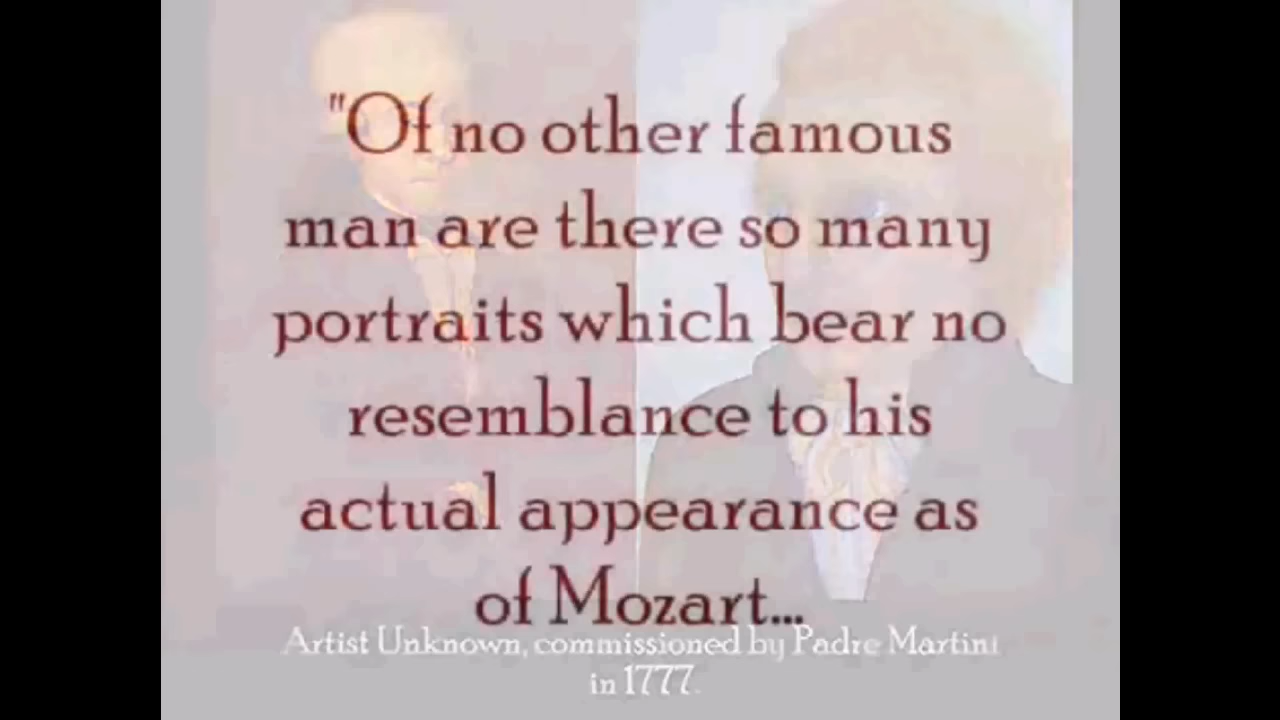 "Of no other famous
man are there so many
portraits which bear no
resemblance to his
actual appearance as
of Mozart...
Artist Unknown, commissioned by Padre Martini
in 1777.